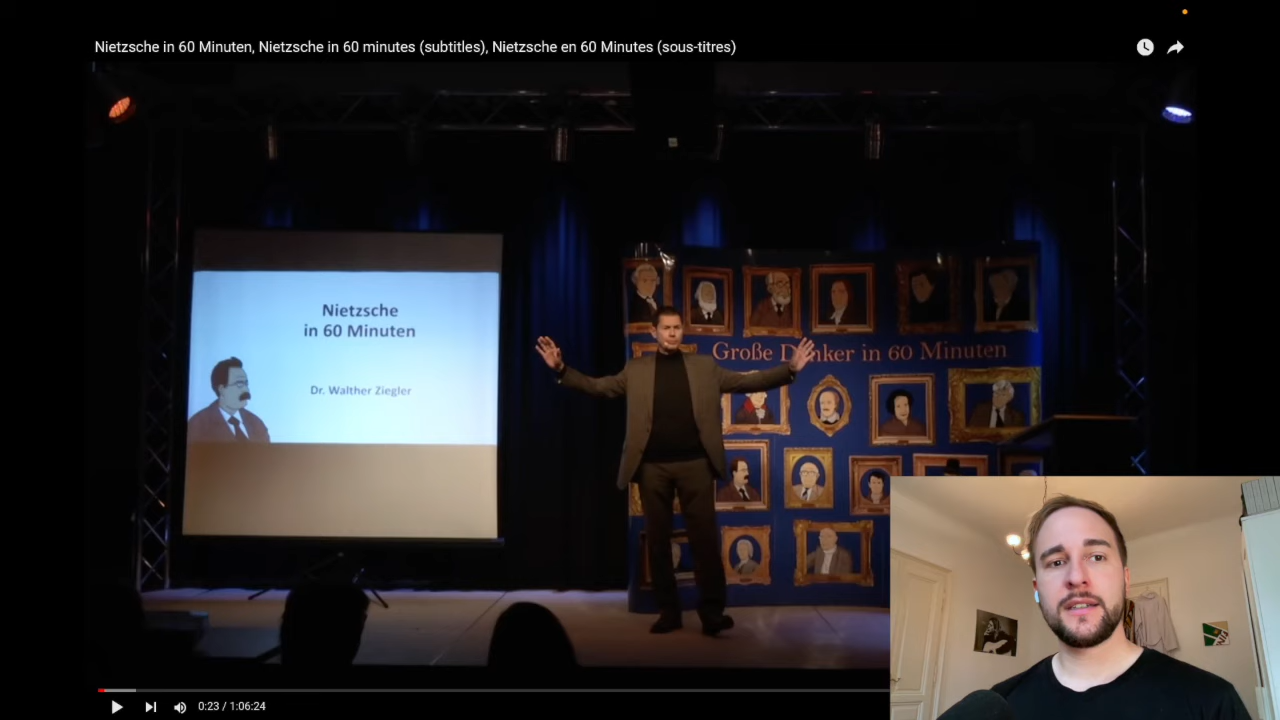 Nietzsche in 60 Minuten, Nietzsche in 60 minutes (subtitles), Nietzsche en 60 Minutes (sous-titres)
Nietzsche
in 60 Minuten
Dr. Walther Ziegler
Große Denker in 60 Minuten
0:23 / 1:06:24